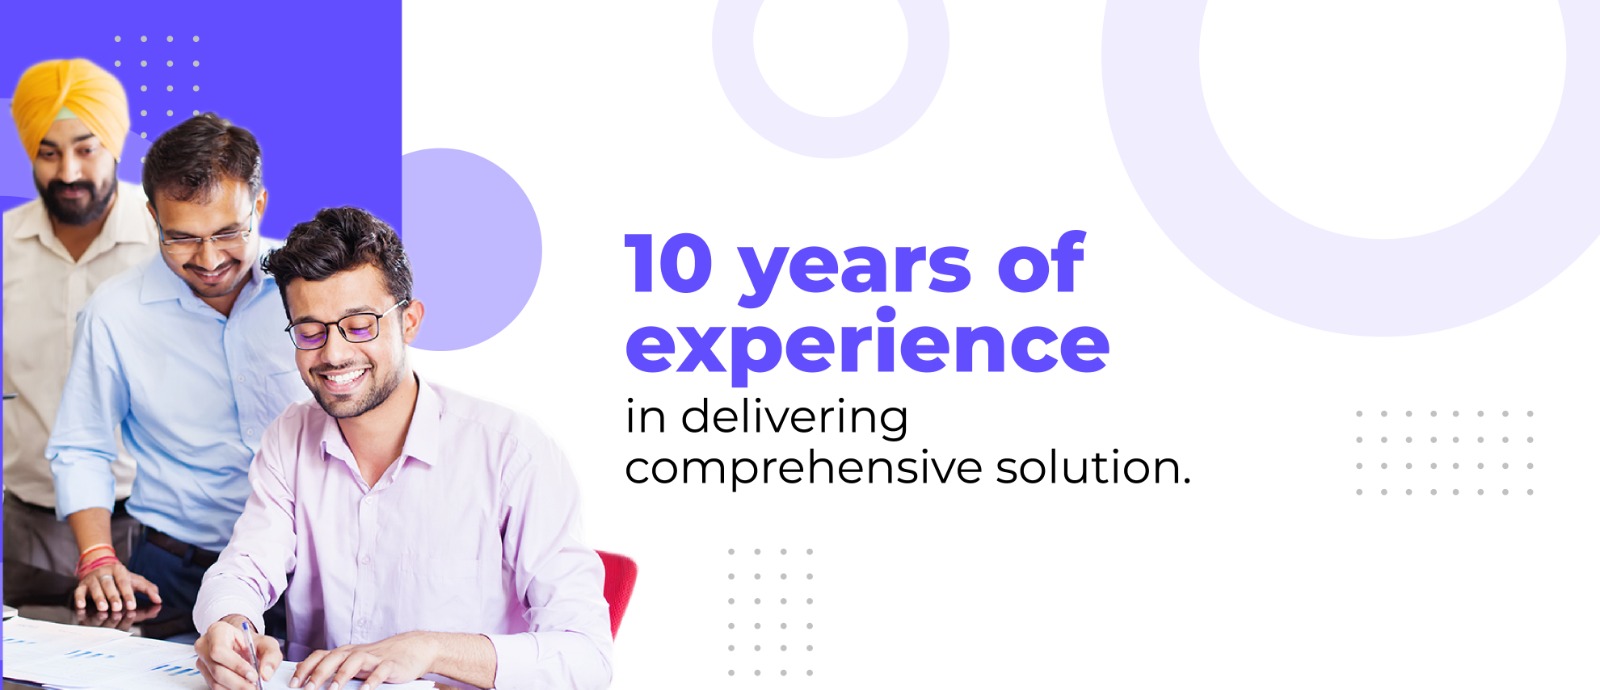 10 years of
experience
in delivering
comprehensive solution.